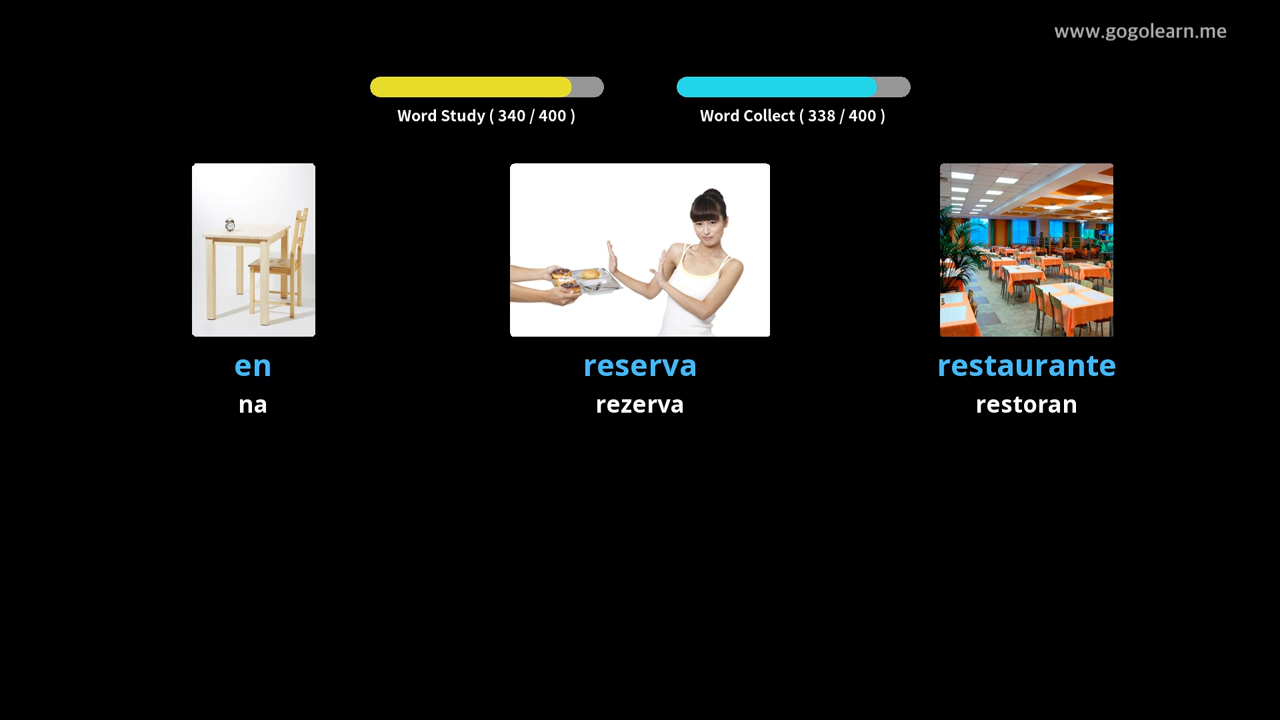 www.gogolearn.me
Word Study ( 340 / 400 )
Word Collect ( 338 / 400 )
en
reserva
restaurante
na
rezerva
restoran